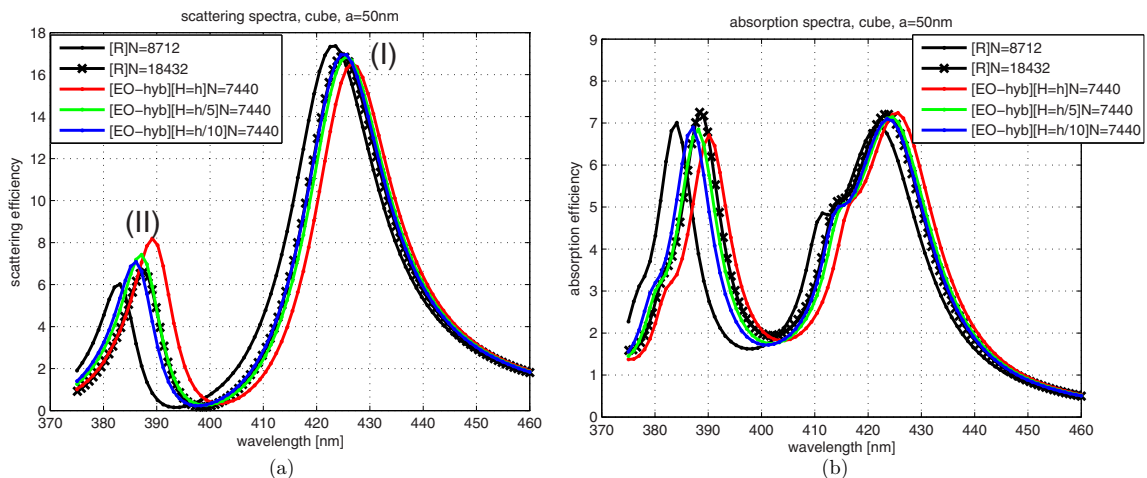 scattering spectra, cube, a=50nm
18
16
14
12
10
8
6
4
2
0
scattering efficiency
[R]N=8712
[R]N=18432
[EO−hyb][H=h]N=7440
[EO−hyb][H=h/5]N=7440
[EO−hyb][H=h/10]N=7440
(I)
(II)
370 380 390 400 410 420 430 440 450 460
wavelength [nm]
(a)
absorption spectra, cube, a=50nm
9
8
7
6
5
4
3
2
1
0
absorption efficiency
[R]N=8712
[R]N=18432
[EO−hyb][H=h]N=7440
[EO−hyb][H=h/5]N=7440
[EO−hyb][H=h/10]N=7440
370 380 390 400 410 420 430 440 450 460
wavelength [nm]
(b)